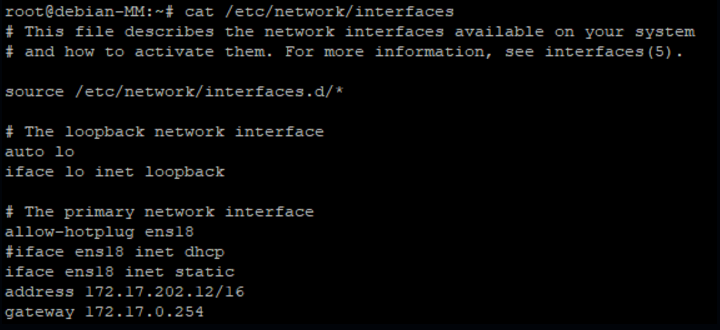 root@debian-MM:~# cat /etc/network/interfaces
# This file describes the network interfaces available on your system
# and how to activate them. For more information, see interfaces(5).
source /etc/network/interfaces.d/*
# The loopback network interface
auto lo
iface lo inet loopback
# The primary network interface
allow-hotplug ens18
#iface ens18 inet dhcp
iface ens18 inet static
address 172.17.202.12/16
gateway 172.17.0.254